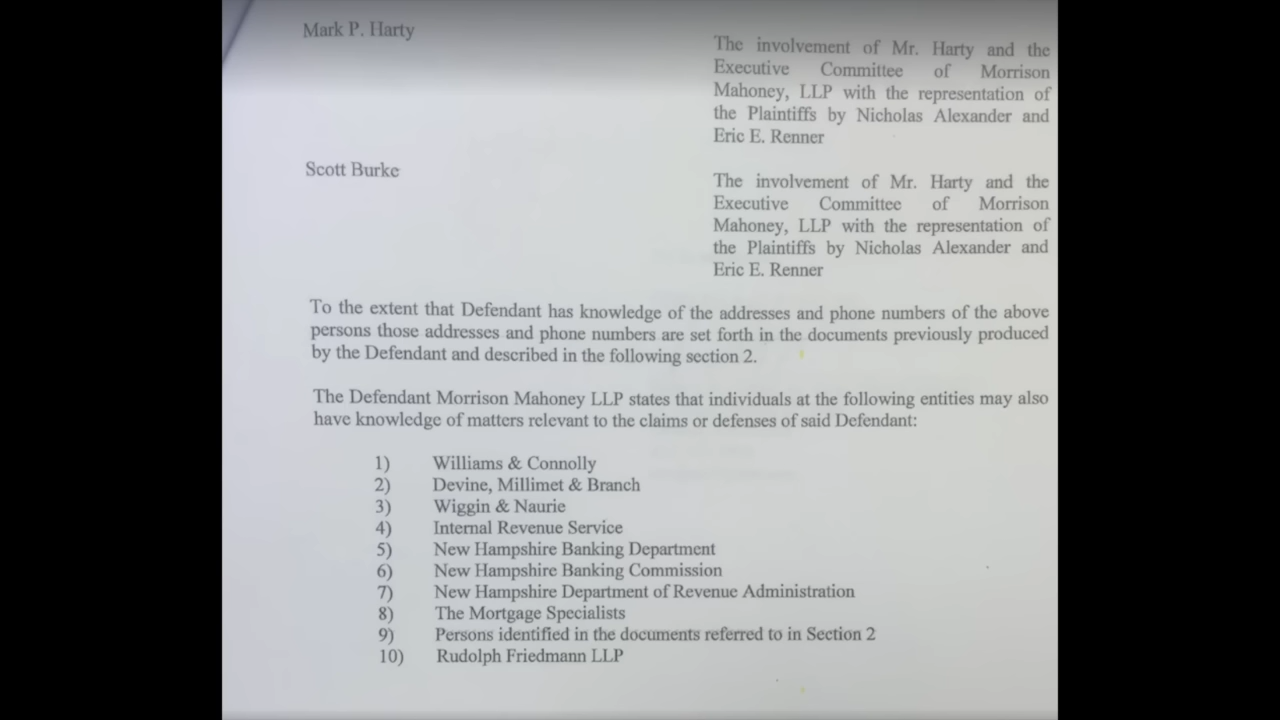 Mark P. Harty
The involvement of Mr. Harty and the
Executive Committee of Morrison
Mahoney, LLP with the representation of
the Plaintiffs by Nicholas Alexander and
Eric E. Renner
Scott Burke
The involvement of Mr. Harty and the
Executive Committee of Morrison
Mahoney, LLP with the representation of
the Plaintiffs by Nicholas Alexander and
Eric E. Renner
To the extent that Defendant has knowledge of the addresses and phone numbers of the above
persons those addresses and phone numbers are set forth in the documents previously produced
by the Defendant and described in the following section 2.
The Defendant Morrison Mahoney LLP states that individuals at the following entities may also
have knowledge of matters relevant to the claims or defenses of said Defendant:
1) Williams & Connolly
2) Devine, Millimet & Branch
3) Wiggin & Naurie
4) Internal Revenue Service
5) New Hampshire Banking Department
6) New Hampshire Banking Commission
7) New Hampshire Department of Revenue Administration
8) The Mortgage Specialists
9) Persons identified in the documents referred to in Section 2
10) Rudolph Friedmann LLP